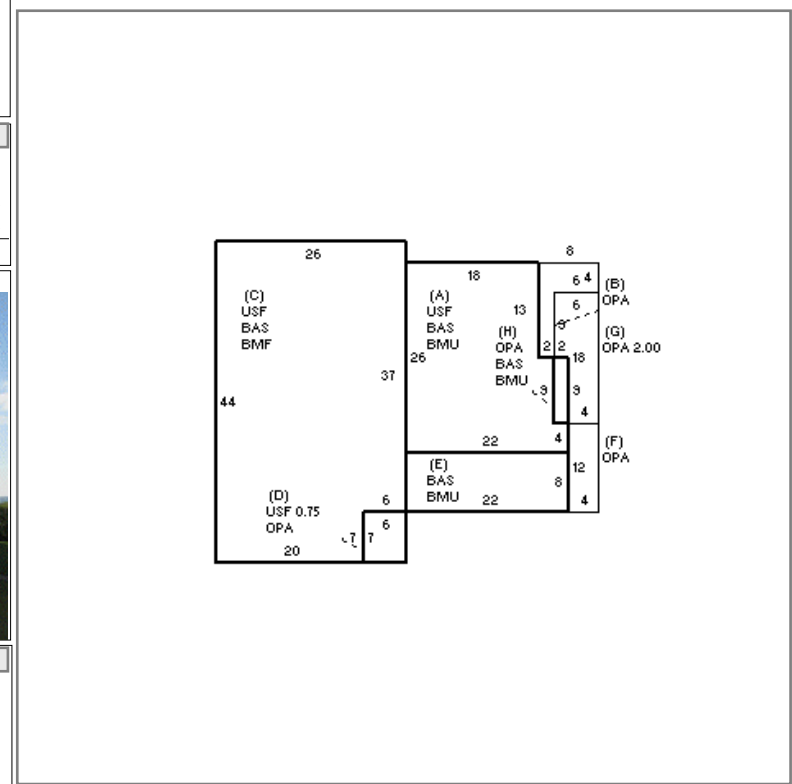 8
26
18
6 4
(B)
OPA
6
(C)
USF
BAS
BMF
(A)
USF
BAS
BMU
13
9
(H)
OPA
BAS
BMU
(G)
OPA 2.00
2 2
18
26
37
9
9
44
4
22
4
(F)
OPA
(E)
BAS
BMU
12
8
(D)
USF 0.75
OPA
6
22
4
6
7 7
20